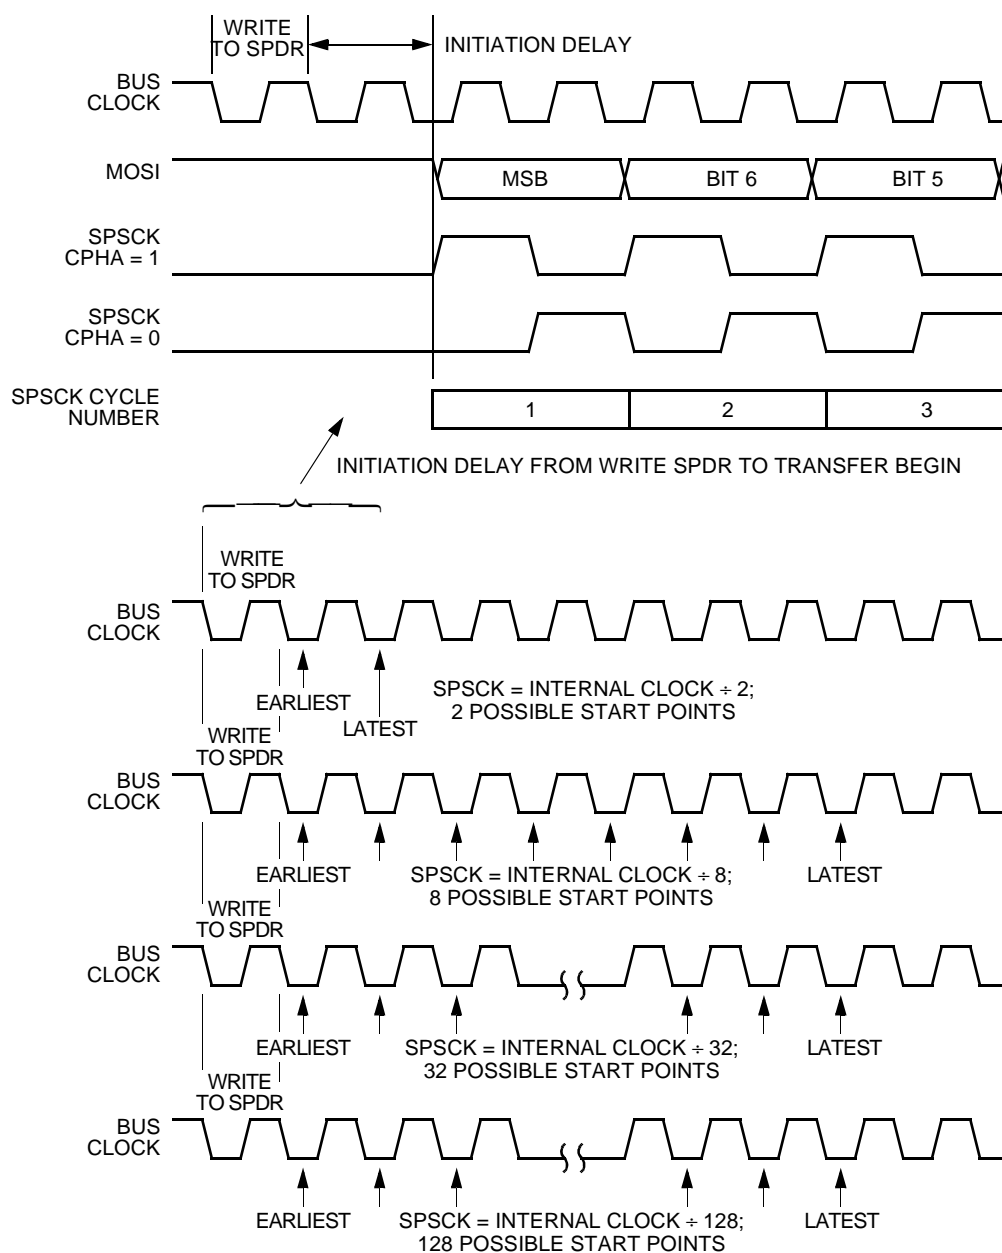 WRITE
TO SPDR
INITIATION DELAY
BUS
CLOCK
MOSI
MSB
BIT 6
BIT 5
SPSCK
CPHA = 1
SPSCK
CPHA = 0
SPSCK CYCLE
NUMBER
1
2
3
INITIATION DELAY FROM WRITE SPDR TO TRANSFER BEGIN
WRITE
TO SPDR
BUS
CLOCK
EARLIEST
LATEST
SPSCK = INTERNAL CLOCK ÷ 2;
2 POSSIBLE START POINTS
WRITE
TO SPDR
BUS
CLOCK
EARLIEST
SPSCK = INTERNAL CLOCK ÷ 8;
8 POSSIBLE START POINTS
LATEST
WRITE
TO SPDR
BUS
CLOCK
EARLIEST
SPSCK = INTERNAL CLOCK ÷ 32;
32 POSSIBLE START POINTS
LATEST
WRITE
TO SPDR
BUS
CLOCK
EARLIEST
SPSCK = INTERNAL CLOCK ÷ 128;
128 POSSIBLE START POINTS
LATEST